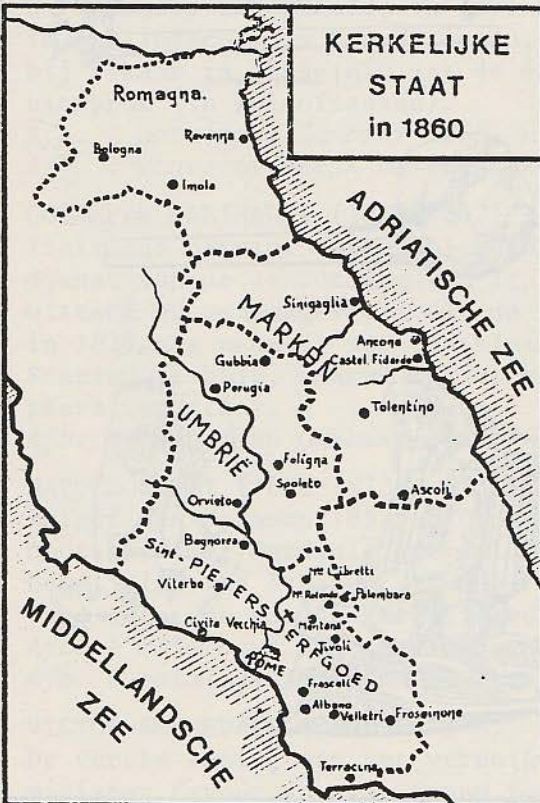 KERKELIJKE
STAAT
in 1860
Romagna.
Ravenna
Bologna
Imola
ADRIATISCHE ZEE
MARKEN
Sinigaglia
Ancona
Castel Fidardo
Gubbia
Perugia
Tolentino
UMBRIË
Foligna
Spoleto
Ascoli
Orvieto
Bagnorea
Sint. PIETERS ERFGOED
Mte Libretti
Viterbo
Mte Rotondo
Palombara
Mentana
Civita Vecchia
Tivoli
ROME
MIDDELLANDSCHE
ZEE
Frascati
Albano
Velletri
Frosinone
Terracina